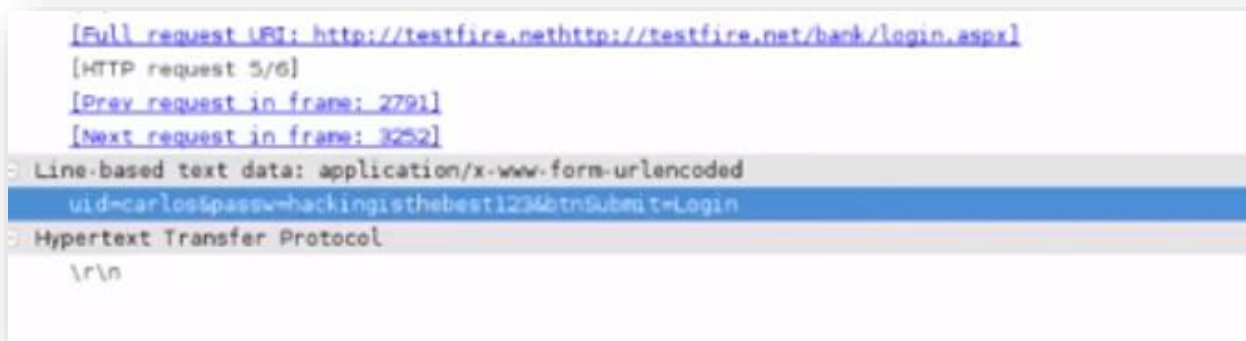 [Full request URI: http://testfire.nethttp://testfire.net/bank/login.aspx]
[HTTP request 5/6]
[Prev request in frame: 2791]
[Next request in frame: 3252]
Line-based text data: application/x-www-form-urlencoded
uid=carlos&passw=hackingisthebest123&btnSubmit=Login
Hypertext Transfer Protocol
\r\n